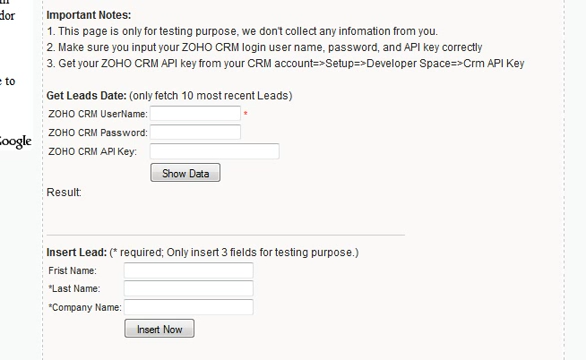 Important Notes:
1. This page is only for testing purpose, we don't collect any infomation from you.
dor
2. Make sure you input your ZOHO CRM login user name, password, and API key correctly
3. Get your ZOHO CRM API key from your CRM account=>Setup=>Developer Space=>Crm API Key
to
Get Leads Date: (only fetch 10 most recent Leads)
ZOHO CRM UserName: *
ZOHO CRM Password:
oogle
ZOHO CRM API Key:
Show Data
Result:
Insert Lead: (* required; Only insert 3 fields for testing purpose.)
Frist Name:
*Last Name:
*Company Name:
Insert Now